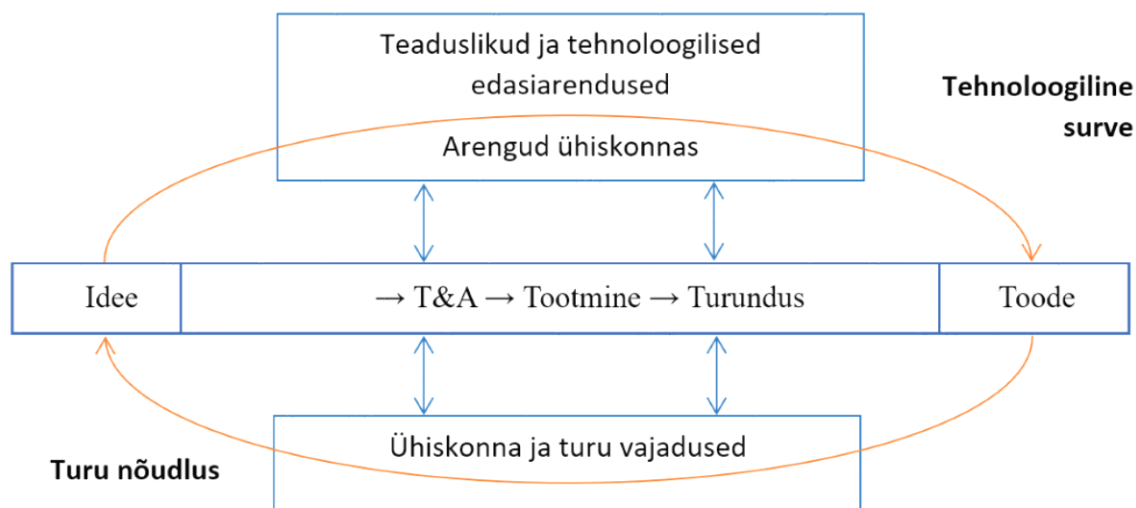 Teaduslikud ja tehnoloogilised
edasiarendused
Arengud ühiskonnas
Tehnoloogiline
surve
Idee
→ T&A → Tootmine → Turundus
Toode
Ühiskonna ja turu vajadused
Turu nõudlus